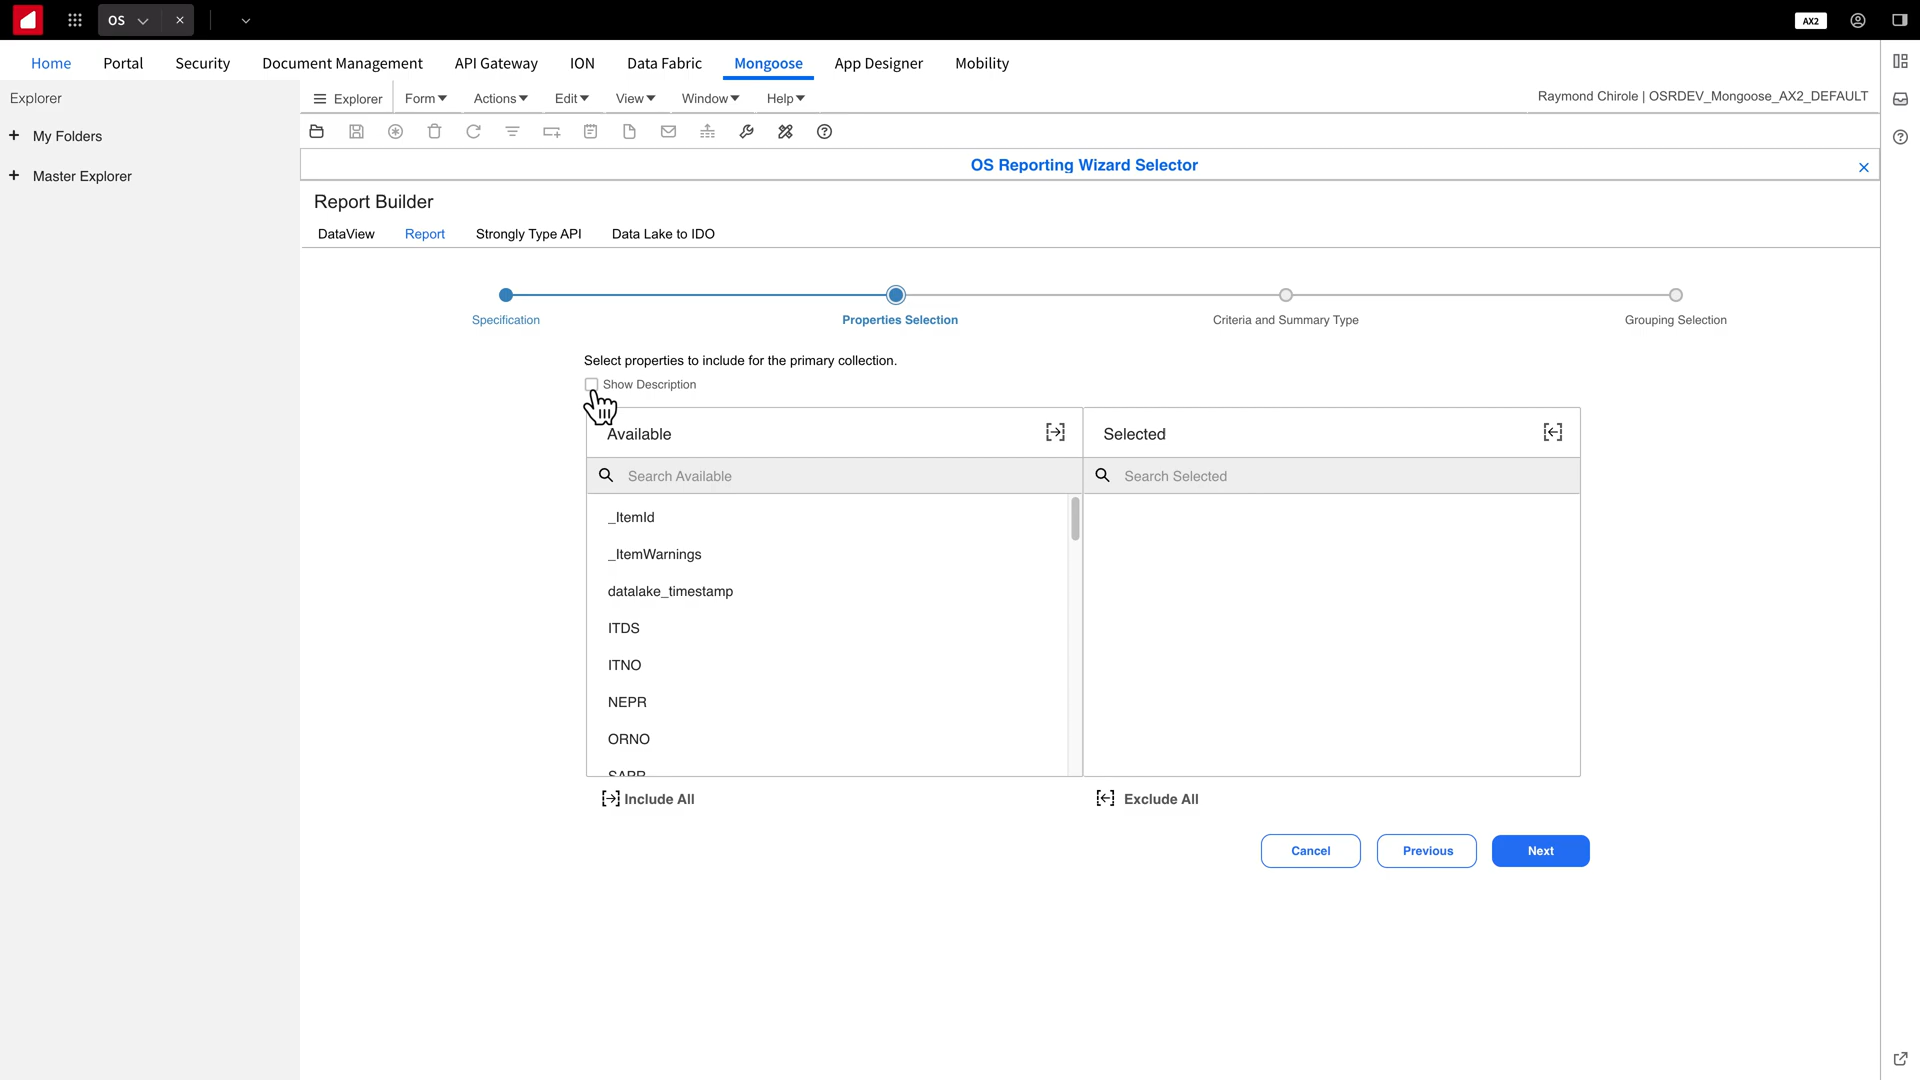 OS
AX2
Home Portal Security Document Management API Gateway ION Data Fabric Mongoose App Designer Mobility
Explorer
My Folders
Master Explorer
Explorer Form Actions Edit View Window Help
Raymond Chirole | OSRDEV_Mongoose_AX2_DEFAULT
OS Reporting Wizard Selector
Report Builder
DataView Report Strongly Type API Data Lake to IDO
Specification Properties Selection Criteria and Summary Type Grouping Selection
Select properties to include for the primary collection.
Show Description
Available Selected
Search Available Search Selected
_ItemId
_ItemWarnings
datalake_timestamp
ITDS
ITNO
NEPR
ORNO
SAPR
Include All Exclude All
Cancel Previous Next